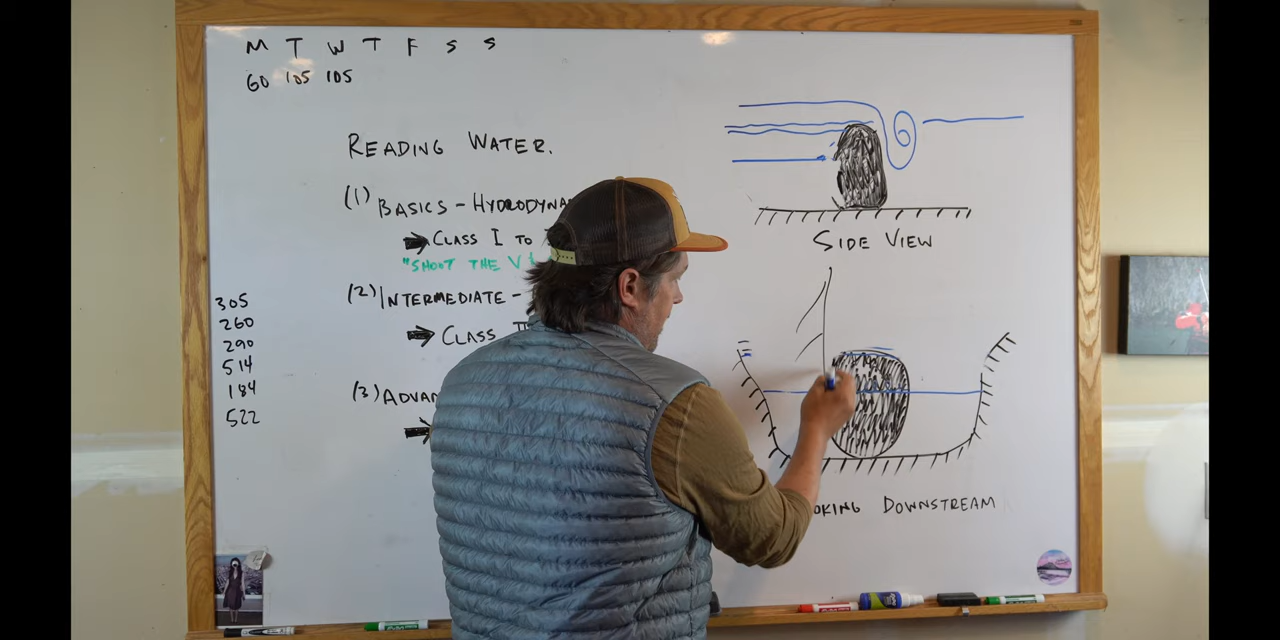 M T W T F S S
60 105 105
READING WATER.
(1) BASICS - HYDRODYNA
CLASS I TO
"SHOOT THE V
(2) INTERMEDIATE -
CLASS
(3) ADVAN
305
260
290
514
184
522
SIDE VIEW
OKING DOWNSTREAM